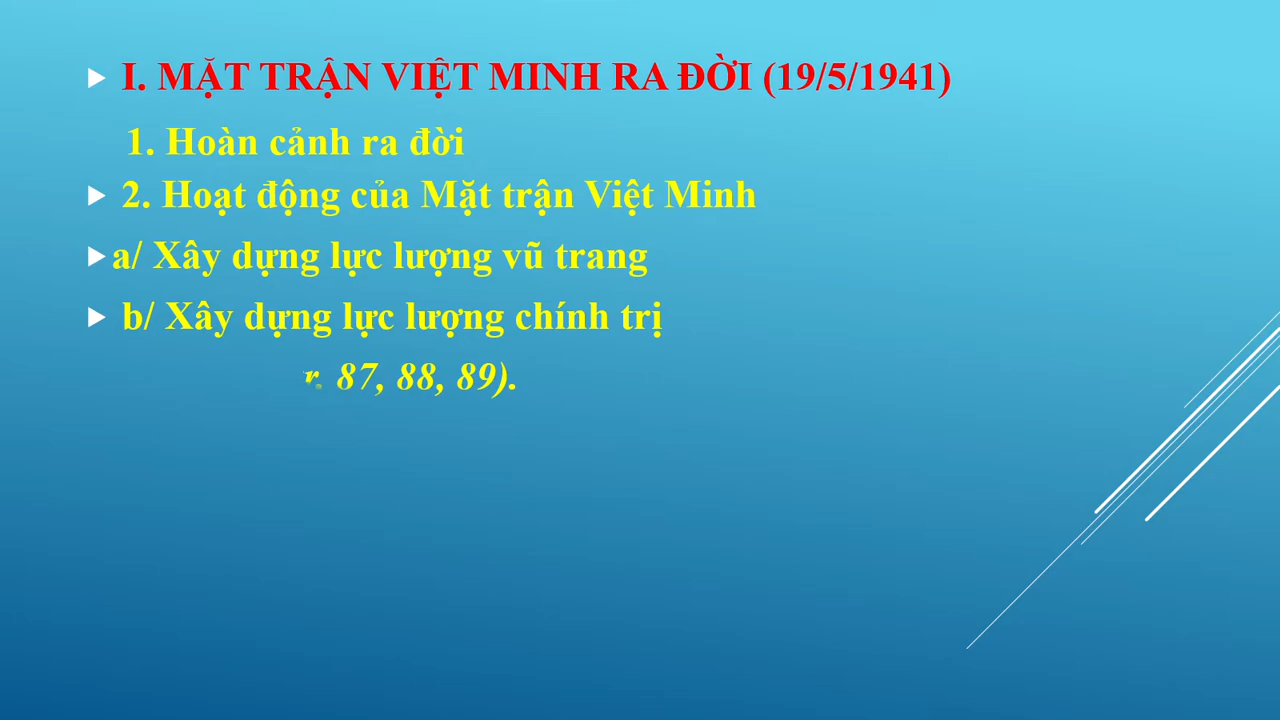 I. MẶT TRẬN VIỆT MINH RA ĐỜI (19/5/1941)
1. Hoàn cảnh ra đời
2. Hoạt động của Mặt trận Việt Minh
a/ Xây dựng lực lượng vũ trang
b/ Xây dựng lực lượng chính trị
87, 88, 89).